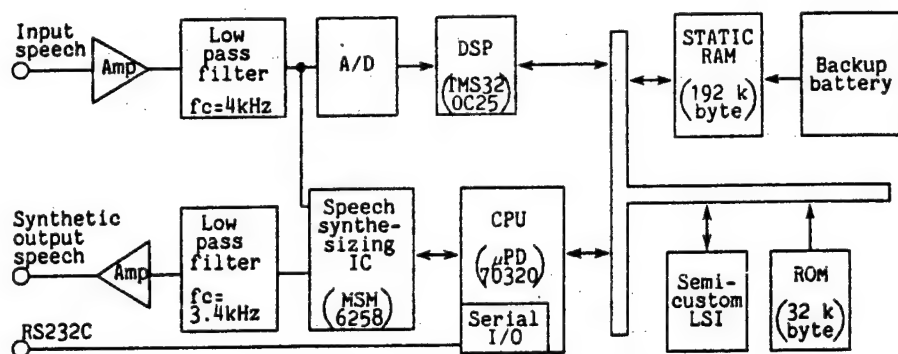 Input
speech
Amp
Low
pass
filter
fc=4kHz
A/D
DSP
(TMS32
0C25)
STATIC
RAM
(192 k
byte)
Backup
battery
Synthetic
output
speech
Amp
Low
pass
filter
fc=
3.4kHz
Speech
synthe-
sizing
IC
(MSM
6258)
CPU
(μPD
70320)
Serial
I/O
Semi-
custom
LSI
ROM
(32 k
byte)
RS232C